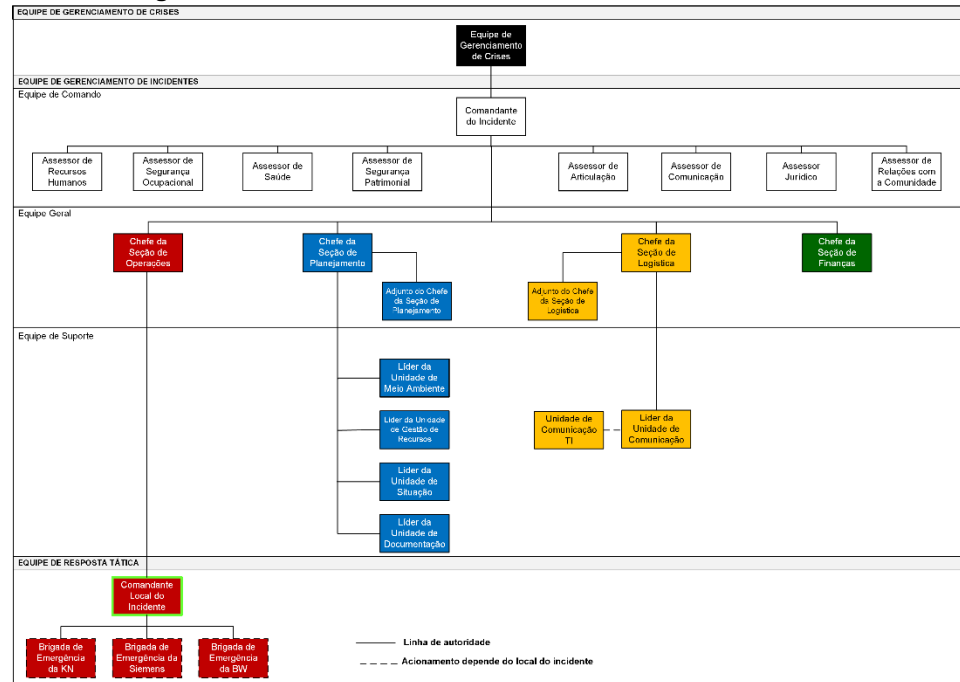 EQUIPE DE GERENCIAMENTO DE CRISES
Equipe de
Gerenciamento
de Crises
EQUIPE DE GERENCIAMENTO DE INCIDENTES
Equipe de Comando
Comandante
do Incidente
Assessor de
Recursos
Humanos
Assessor de
Segurança
Ocupacional
Assessor de
Saúde
Assessor de
Segurança
Patrimonial
Assessor de
Articulação
Assessor de
Comunicação
Assessor
Jurídico
Assessor de
Relações com
a Comunidade
Equipe Geral
Chefe da
Seção de
Operações
Chefe da
Seção de
Planejamento
Chefe da
Seção de
Logística
Chefe da
Seção de
Finanças
Adjunto do Chefe
da Seção de
Planejamento
Adjunto do Chefe
da Seção de
Logística
Equipe de Suporte
Líder da
Unidade de
Meio Ambiente
Líder da Unidade
de Gestão de
Recursos
Líder da
Unidade de
Situação
Líder da
Unidade de
Documentação
Unidade de
Comunicação
TI
Líder da
Unidade de
Comunicação
EQUIPE DE RESPOSTA TÁTICA
Comandante
Local do
Incidente
Brigada de
Emergência
da KN
Brigada de
Emergência da
Siemens
Brigada de
Emergência
da BW
Linha de autoridade
Acionamento depende do local do incidente